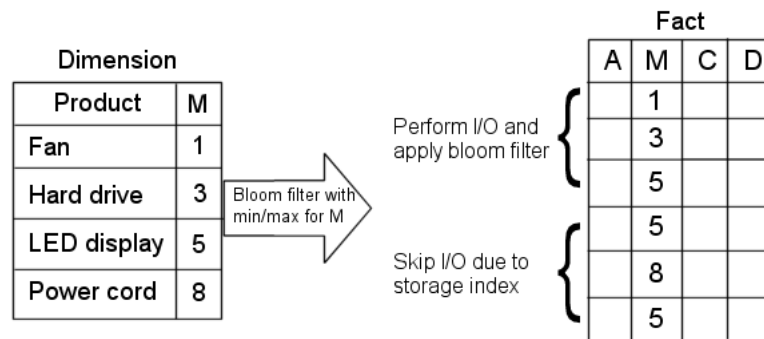 Dimension
Product M
Fan 1
Hard drive 3
LED display 5
Power cord 8
Bloom filter with
min/max for M
Perform I/O and
apply bloom filter
Skip I/O due to
storage index
Fact
A M C D
1
3
5
5
8
5